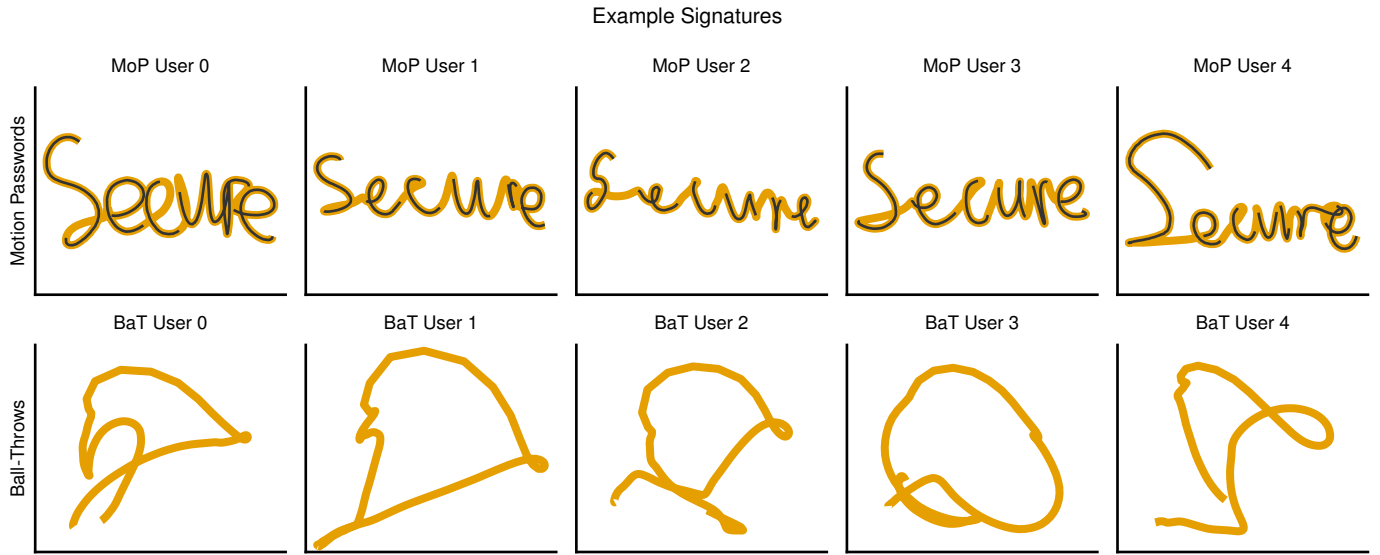 Example Signatures
MoP User 0 MoP User 1 MoP User 2 MoP User 3 MoP User 4
Motion Passwords
Secure Secure Secure Secure Secure
BaT User 0 BaT User 1 BaT User 2 BaT User 3 BaT User 4
Ball-Throws